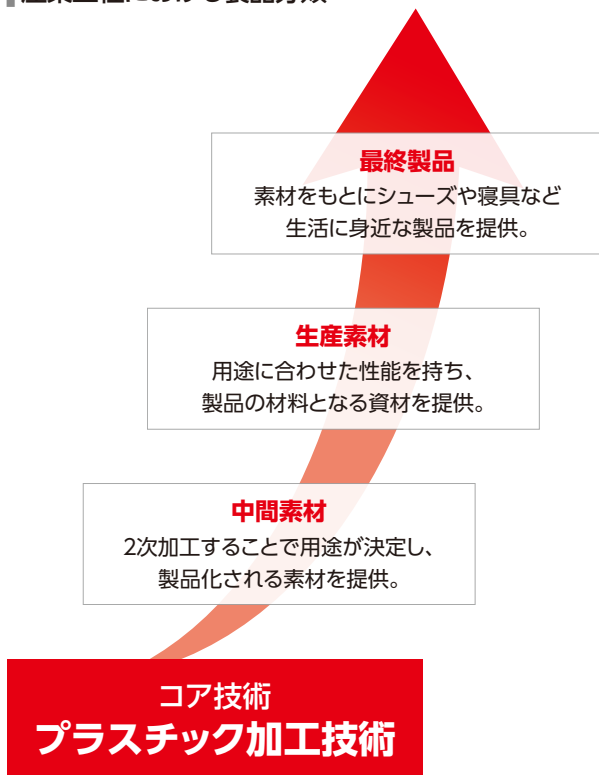 最終製品
素材をもとにシューズや寝具など
生活に身近な製品を提供。
生産素材
用途に合わせた性能を持ち、
製品の材料となる資材を提供。
中間素材
2次加工することで用途が決定し、
製品化される素材を提供。
コア技術
プラスチック加工技術